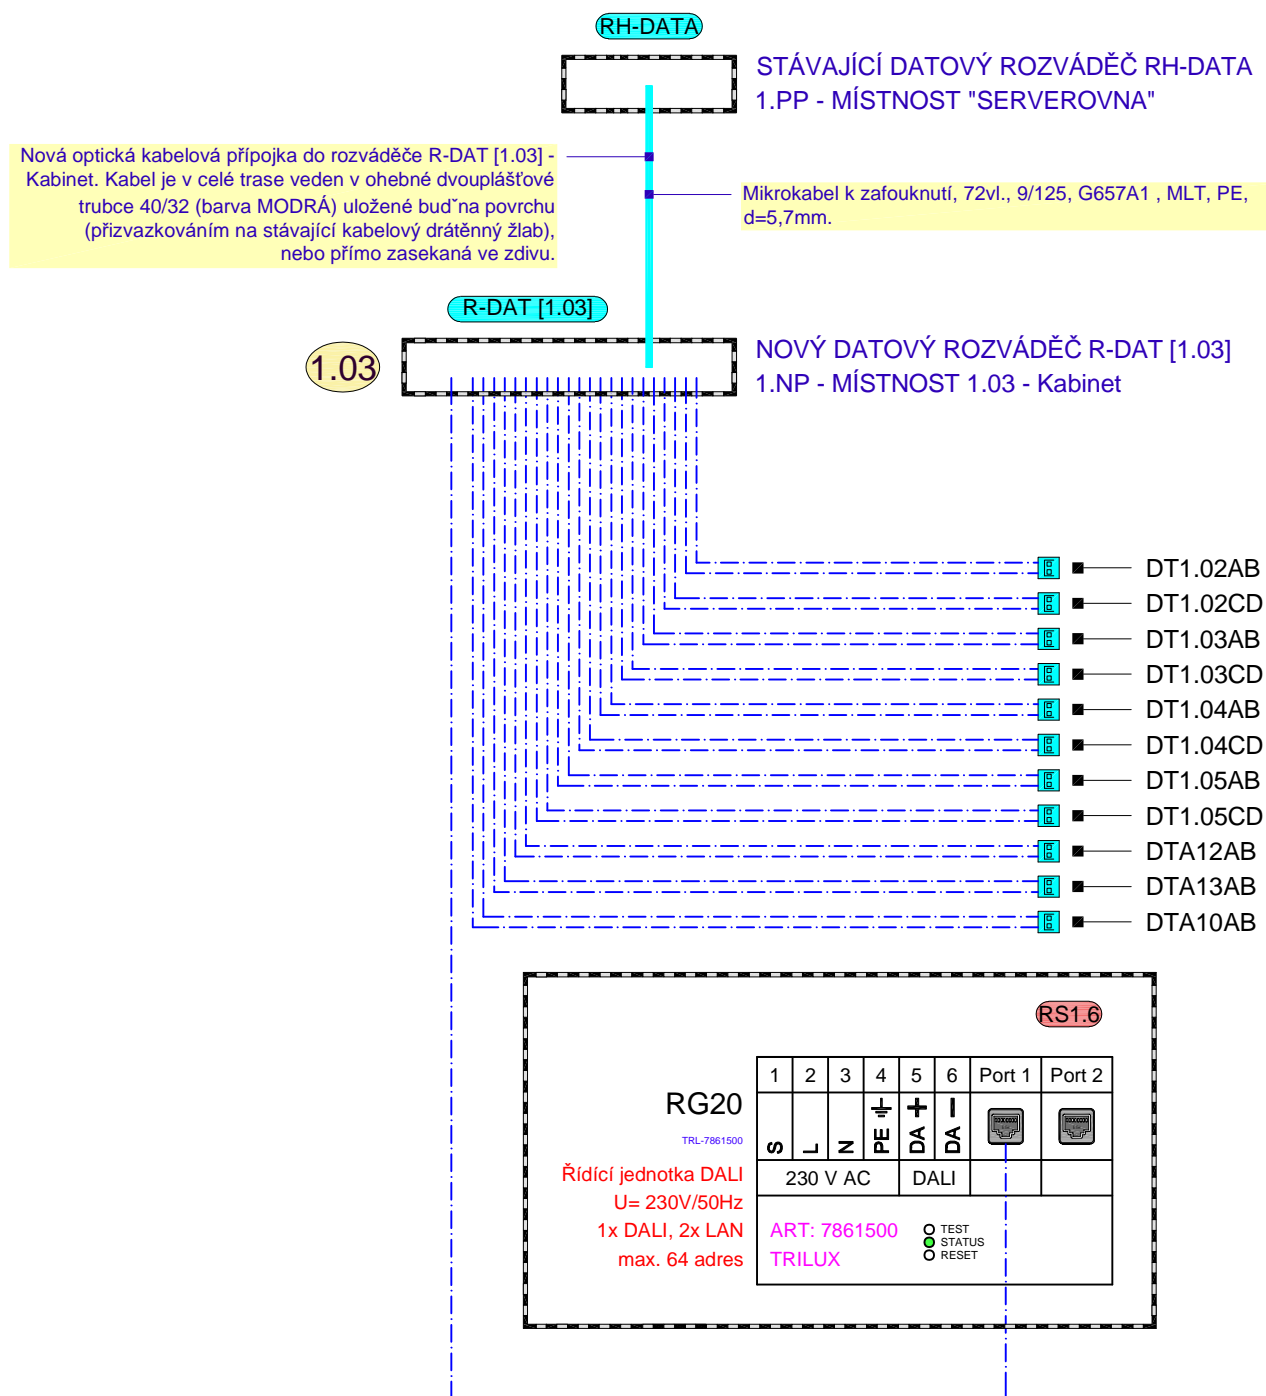 RH-DATA
STÁVAJÍCÍ DATOVÝ ROZVÁDĚČ RH-DATA
1.PP - MÍSTNOST "SERVEROVNA"
Nová optická kabelová přípojka do rozváděče R-DAT [1.03] -
Kabinet. Kabel je v celé trase veden v ohebné dvouplášťové
trubce 40/32 (barva MODRÁ) uložené budˇna povrchu
(přizvazkováním na stávající kabelový drátěnný žlab),
nebo přímo zasekaná ve zdivu.
Mikrokabel k zafouknutí, 72vl., 9/125, G657A1 , MLT, PE,
d=5,7mm.
R-DAT [1.03]
1.03
NOVÝ DATOVÝ ROZVÁDĚČ R-DAT [1.03]
1.NP - MÍSTNOST 1.03 - Kabinet
DT1.02AB
DT1.02CD
DT1.03AB
DT1.03CD
DT1.04AB
DT1.04CD
DT1.05AB
DT1.05CD
DTA12AB
DTA13AB
DTA10AB
RS1.6
1 2 3 4 5 6 Port 1 Port 2
RG20
TRL-7861500
S L N PE DA + DA −
Řídící jednotka DALI
U= 230V/50Hz
1x DALI, 2x LAN
max. 64 adres
230 V AC DALI
ART: 7861500
TRILUX
TEST
STATUS
RESET